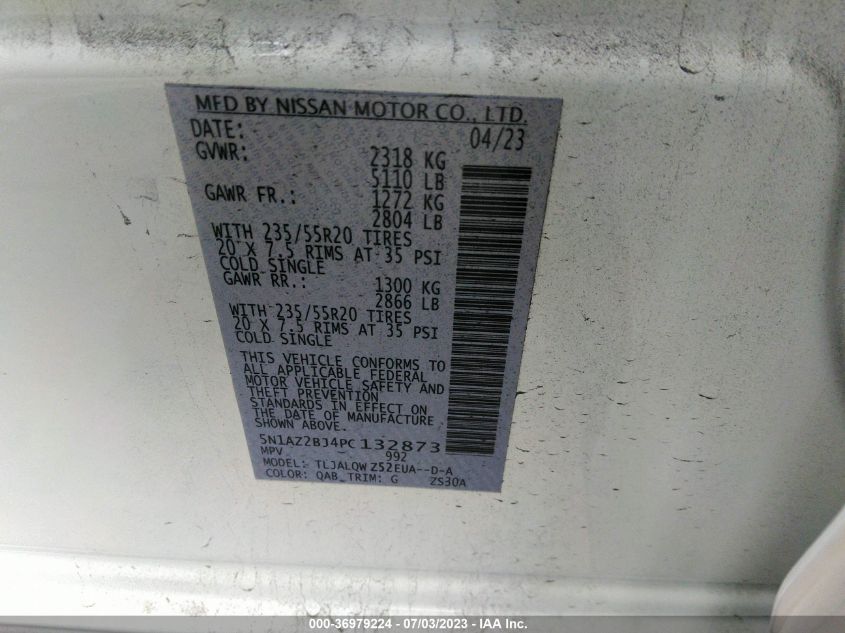 MFD BY NISSAN MOTOR CO., LTD.
DATE: 04/23
GVWR: 2318 KG
5110 LB
GAWR FR.: 1272 KG
2804 LB
WITH 235/55R20 TIRES
20 X 7.5 RIMS AT 35 PSI
COLD SINGLE
GAWR RR.: 1300 KG
2866 LB
WITH 235/55R20 TIRES
20 X 7.5 RIMS AT 35 PSI
COLD SINGLE
THIS VEHICLE CONFORMS TO
ALL APPLICABLE FEDERAL
MOTOR VEHICLE SAFETY AND
THEFT PREVENTION
STANDARDS IN EFFECT ON
THE DATE OF MANUFACTURE
SHOWN ABOVE.
5N1AZ2BJ4PC132873
MPV 992
MODEL: TLJALQW Z52EUA--D-A
COLOR: QAB TRIM: G ZS30A
000-36979224 - 07/03/2023 - © IAA, Inc.